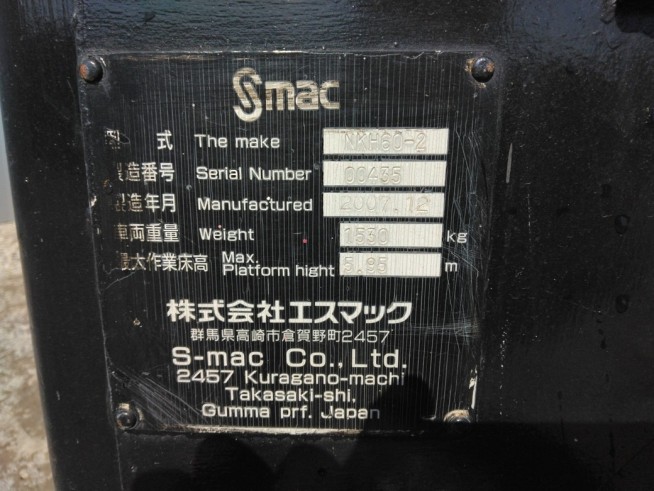 Smac
型 式 The make NKH60-2
製造番号 Serial Number 00435
製造年月 Manufactured 2007.12
車両重量 Weight 1530 kg
最大作業床高 Max. Platform hight 5.95 m
株式会社エスマック
群馬県高崎市倉賀野町2457
S-mac Co., Ltd.
2457 Kuragano-machi
Takasaki-shi.
Gumma prf. Japan